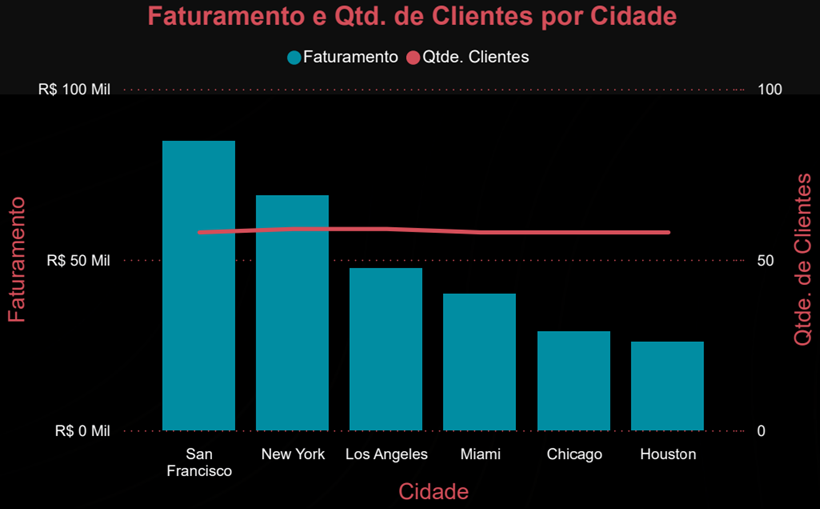 Faturamento e Qtd. de Clientes por Cidade
Faturamento Qtde. Clientes
R$ 100 Mil
100
Faturamento
Qtde. de Clientes
R$ 50 Mil
50
R$ 0 Mil
0
San Francisco
New York
Los Angeles
Miami
Chicago
Houston
Cidade